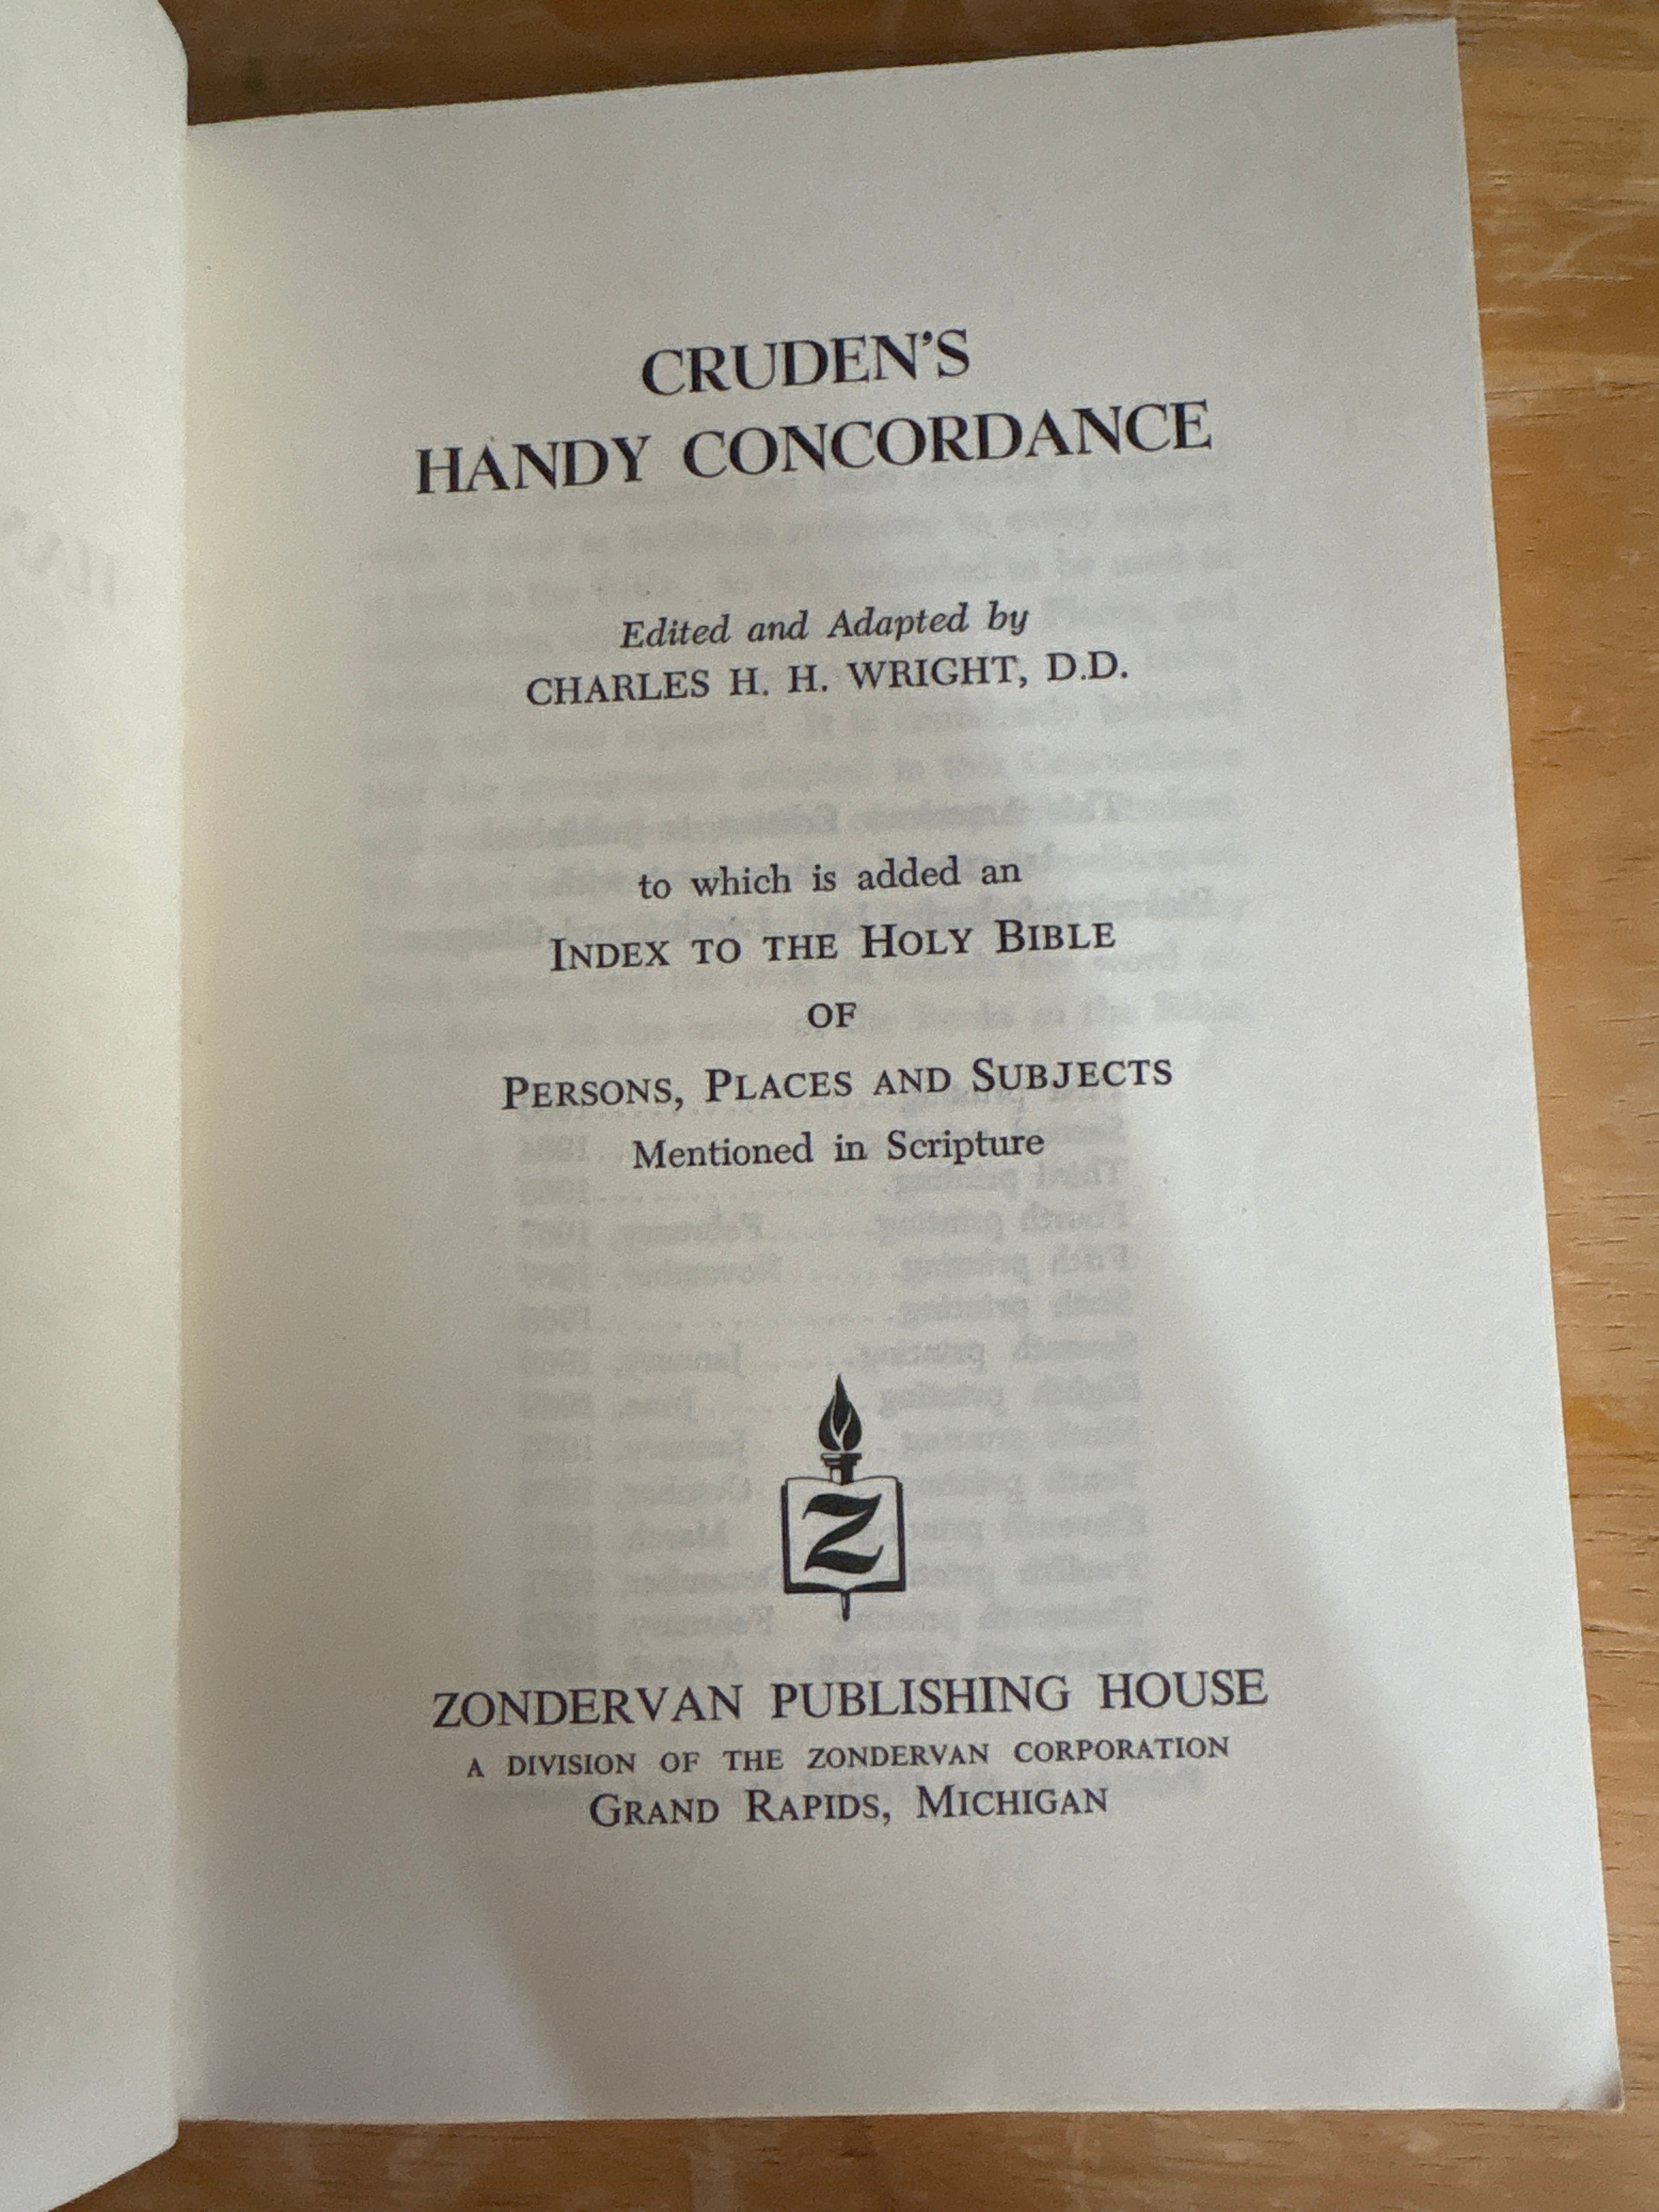 CRUDEN'S
HANDY CONCORDANCE
Edited and Adapted by
CHARLES H. H. WRIGHT, D.D.
to which is added an
INDEX TO THE HOLY BIBLE
OF
PERSONS, PLACES AND SUBJECTS
Mentioned in Scripture
Z
ZONDERVAN PUBLISHING HOUSE
A DIVISION OF THE ZONDERVAN CORPORATION
GRAND RAPIDS, MICHIGAN